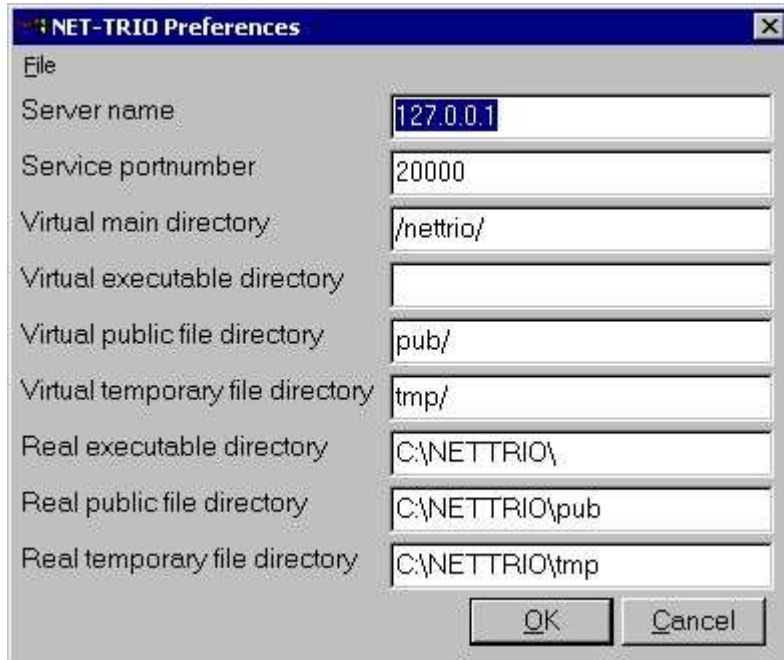 NET-TRIO Preferences
File
Server name 127.0.0.1
Service portnumber 20000
Virtual main directory /nettrio/
Virtual executable directory
Virtual public file directory pub/
Virtual temporary file directory tmp/
Real executable directory C:\NETTRIO\
Real public file directory C:\NETTRIO\pub
Real temporary file directory C:\NETTRIO\tmp
OK Cancel